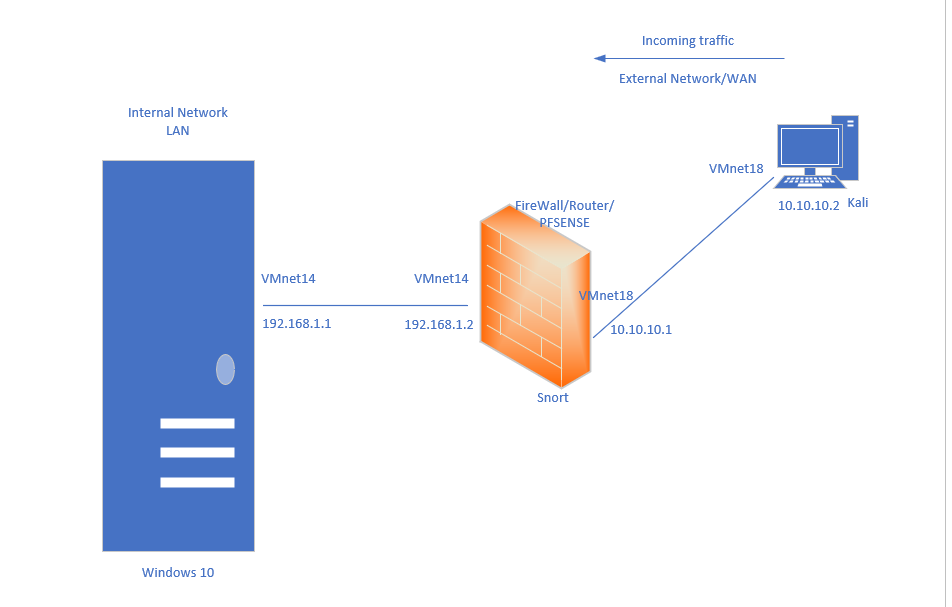 Incoming traffic
External Network/WAN
Internal Network
LAN
VMnet18
10.10.10.2
Kali
FireWall/Router/
PFSENSE
VMnet14
VMnet14
VMnet18
192.168.1.1
192.168.1.2
10.10.10.1
Snort
Windows 10